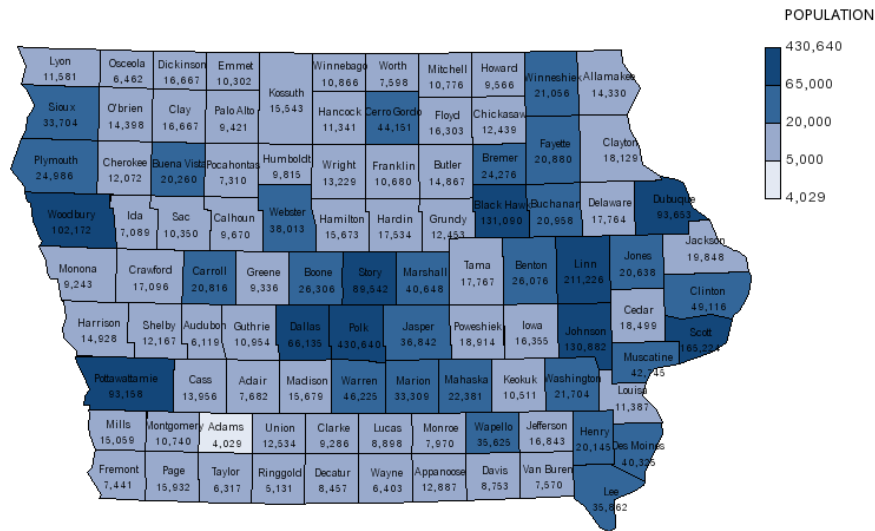 POPULATION
430,640
65,000
20,000
5,000
4,029
Lyon
11,581
Osceola
6,462
Dickinson
16,667
Emmet
10,302
Kossuth
15,543
Winnebago
10,866
Worth
7,598
Mitchell
10,776
Howard
9,566
Winneshiek
21,056
Allamakee
14,330
Sioux
33,704
O'brien
14,398
Clay
16,667
Palo Alto
9,421
Hancock
11,341
Cerro Gordo
44,151
Floyd
16,303
Chickasaw
12,439
Fayette
20,880
Clayton
18,129
Plymouth
24,986
Cherokee
12,072
Buena Vista
20,260
Pocahontas
7,310
Humboldt
9,815
Wright
13,229
Franklin
10,680
Butler
14,867
Bremer
24,276
Woodbury
102,172
Ida
7,089
Sac
10,350
Calhoun
9,670
Webster
38,013
Hamilton
15,673
Hardin
17,534
Grundy
12,453
Black Hawk
131,090
Buchanan
20,958
Delaware
17,764
Dubuque
93,653
Monona
9,243
Crawford
17,096
Carroll
20,816
Greene
9,336
Boone
26,306
Story
89,542
Marshall
40,648
Tama
17,767
Benton
26,076
Linn
211,226
Jones
20,638
Jackson
19,848
Clinton
49,116
Harrison
14,928
Shelby
12,167
Audubon
6,119
Guthrie
10,954
Dallas
66,135
Polk
430,640
Jasper
36,842
Poweshiek
18,914
Iowa
16,355
Johnson
130,882
Cedar
18,499
Scott
165,224
Muscatine
42,745
Pottawattamie
93,158
Cass
13,956
Adair
7,682
Madison
15,679
Warren
46,225
Marion
33,309
Mahaska
22,381
Keokuk
10,511
Washington
21,704
Louisa
11,387
Mills
15,059
Montgomery
10,740
Adams
4,029
Union
12,534
Clarke
9,286
Lucas
8,898
Monroe
7,970
Wapello
35,625
Jefferson
16,843
Henry
20,145
Des Moines
40,325
Fremont
7,441
Page
15,932
Taylor
6,317
Ringgold
5,131
Decatur
8,457
Wayne
6,403
Appanoose
12,887
Davis
8,753
Van Buren
7,570
Lee
35,862